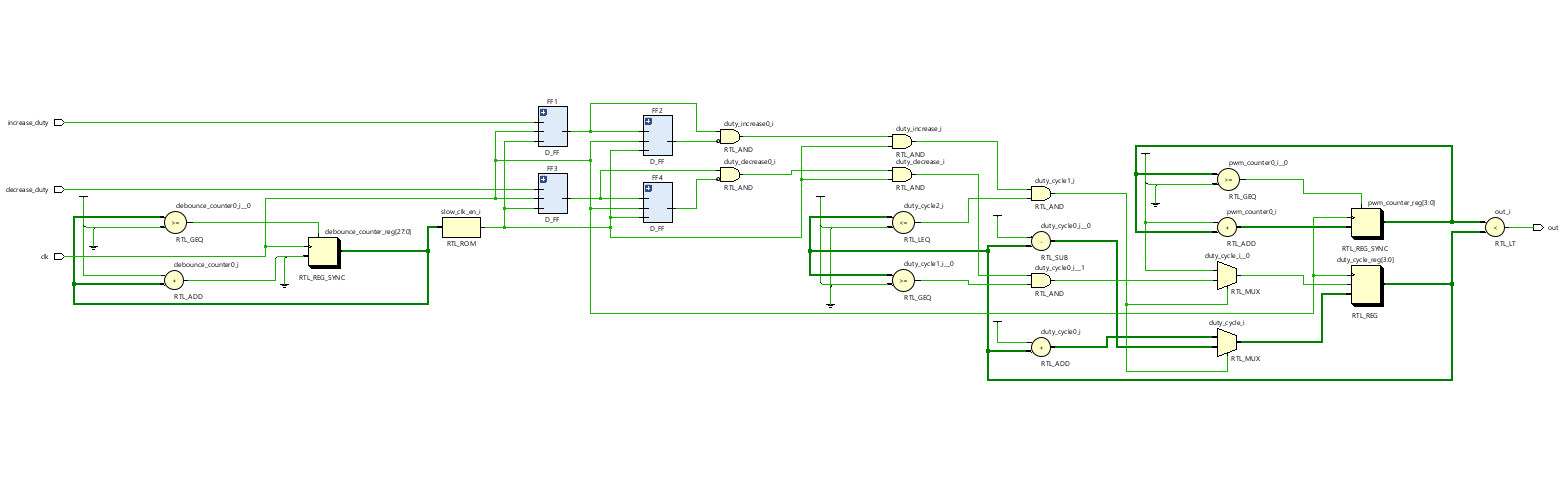 increase_duty
decrease_duty
clk
debounce_counter0_i__0
>=
RTL_GEQ
debounce_counter0_i
+
RTL_ADD
debounce_counter_reg[27:0]
RTL_REG_SYNC
slow_clk_en_i
RTL_ROM
FF1
D_FF
FF3
D_FF
FF2
D_FF
FF4
D_FF
duty_increase0_i
RTL_AND
duty_decrease0_i
RTL_AND
duty_increase_i
RTL_AND
duty_decrease_i
RTL_AND
duty_cycle2_i
<=
RTL_LEQ
duty_cycle1_i__0
>=
RTL_GEQ
duty_cycle1_i
RTL_AND
duty_cycle0_i__0
-
RTL_SUB
duty_cycle0_i__1
RTL_AND
duty_cycle0_i
+
RTL_ADD
pwm_counter0_i__0
>=
RTL_GEQ
pwm_counter0_i
+
RTL_ADD
duty_cycle_i__0
RTL_MUX
duty_cycle_i
RTL_MUX
pwm_counter_reg[3:0]
RTL_REG_SYNC
duty_cycle_reg[3:0]
RTL_REG
out_i
<
RTL_LT
out